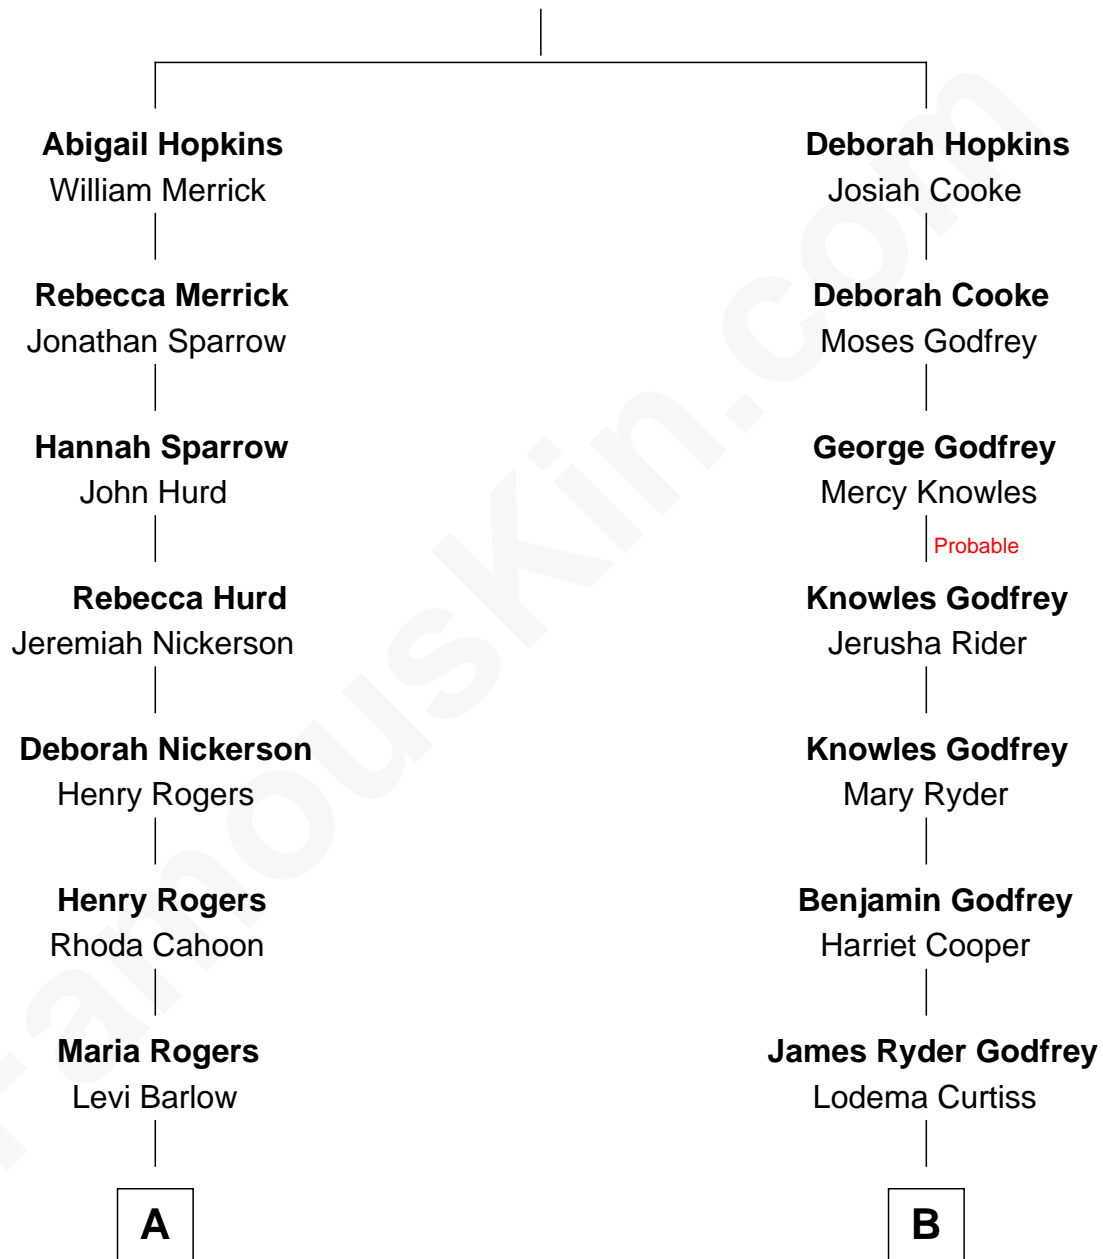 Abigail Hopkins
William Merrick
Rebecca Merrick
Jonathan Sparrow
Hannah Sparrow
John Hurd
Rebecca Hurd
Jeremiah Nickerson
Deborah Nickerson
Henry Rogers
Henry Rogers
Rhoda Cahoon
Maria Rogers
Levi Barlow
A
Deborah Hopkins
Josiah Cooke
Deborah Cooke
Moses Godfrey
George Godfrey
Mercy Knowles
Probable
Knowles Godfrey
Jerusha Rider
Knowles Godfrey
Mary Ryder
Benjamin Godfrey
Harriet Cooper
James Ryder Godfrey
Lodema Curtiss
B
FamousKin.com